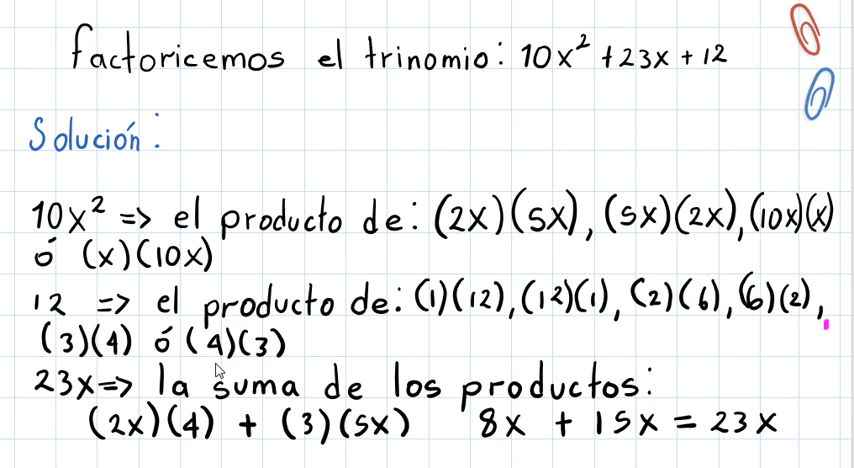 factoricemos el trinomio: 10x² + 23x + 12
Solución:
10x² => el producto de: (2x)(5x), (5x)(2x), (10x)(x)
ó (x)(10x)
12 => el producto de: (1)(12), (12)(1), (2)(6), (6)(2),
(3)(4) ó (4)(3)
23x => la suma de los productos:
(2x)(4) + (3)(5x) 8x + 15x = 23x